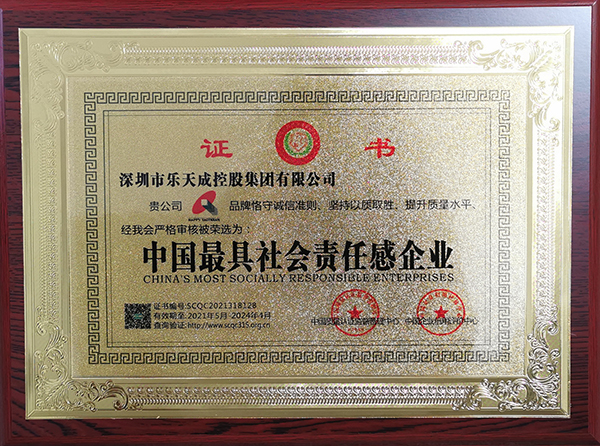 证 书
深圳市乐天成控股集团有限公司
贵公司 品牌恪守诚信准则、坚持以质取胜、提升质量水平、
经我会严格审核被荣选为：
中国最具社会责任感企业
CHINA'S MOST SOCIALLY RESPONSIBLE ENTERPRISES
证书编号:SCQC2021318128
有效期至:2021年5月-2024年4月
查询验证:http://www.scqc315.org.cn